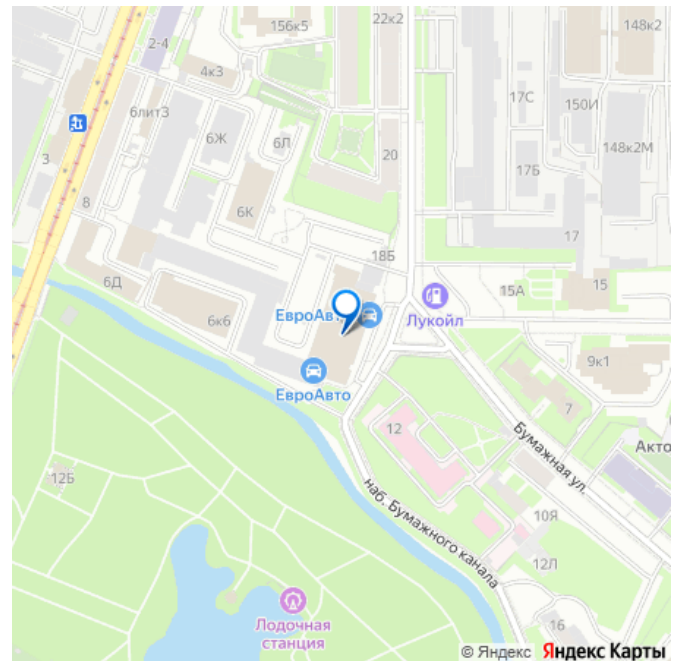 22к2
156к5
148к2
2-4
4к3
6лит3
17С
150И
6Ж
6Л
148к2М
3
20
17Б
8
6К
17
18Б
6Д
15А
15
Лукойл
ЕвроАвт
6к6
9к1
ЕвроАвто
7
12
Бумажная ул.
Акто
12Б
наб. Бумажного канала
10Я
12Л
Лодочная
станция
16
© Яндекс Яндекс Карты